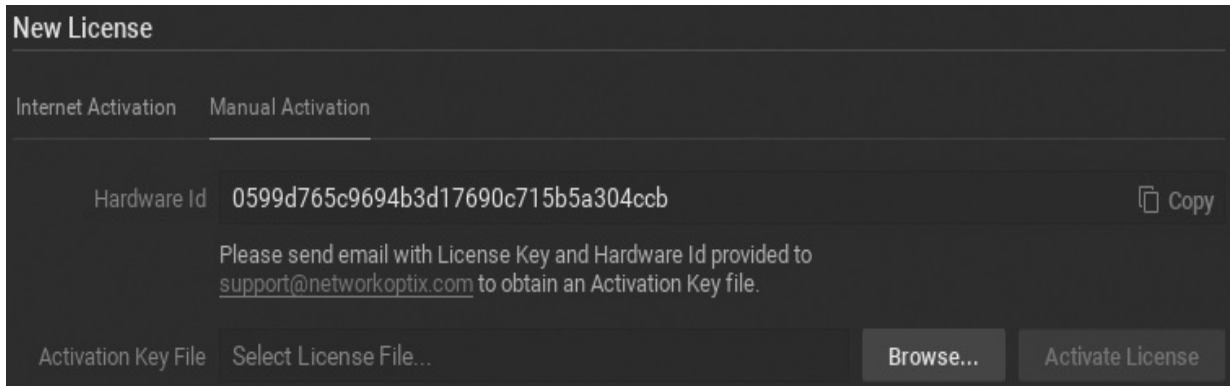 New License
Internet Activation Manual Activation
Hardware Id 0599d765c9694b3d17690c715b5a304ccb Copy
Please send email with License Key and Hardware Id provided to
support@networkoptix.com to obtain an Activation Key file.
Activation Key File Select License File... Browse... Activate License